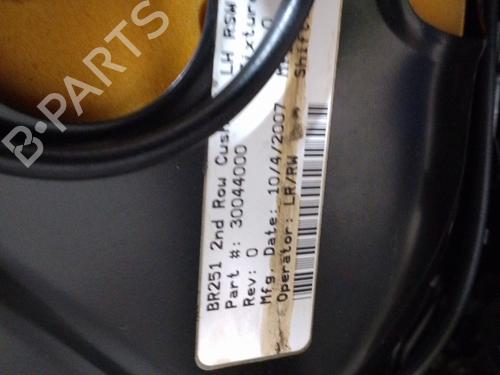 BR251 2nd Row Cush LH RSW
Part #: 30044000
Rev: 0
Mfg. Date: 10/4/2007
Operator: LR/RW Shift
B-PARTS